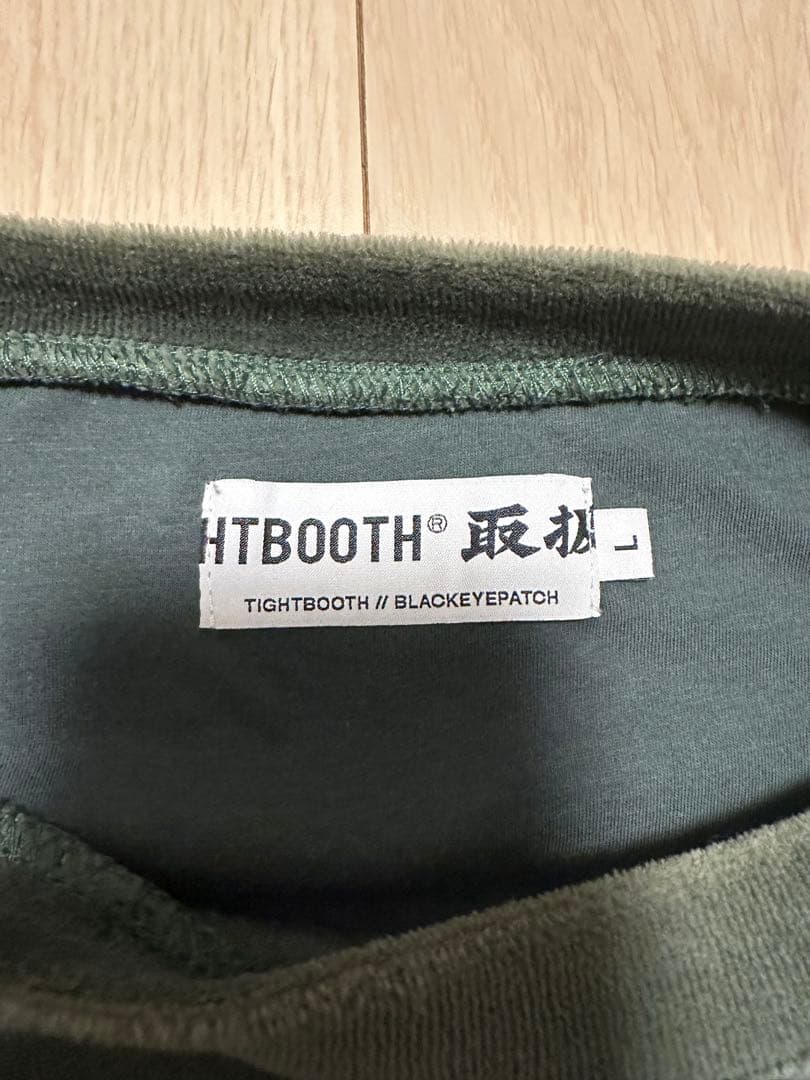 HTBOOTH® 取扱
TIGHTBOOTH // BLACKEYEPATCH
L